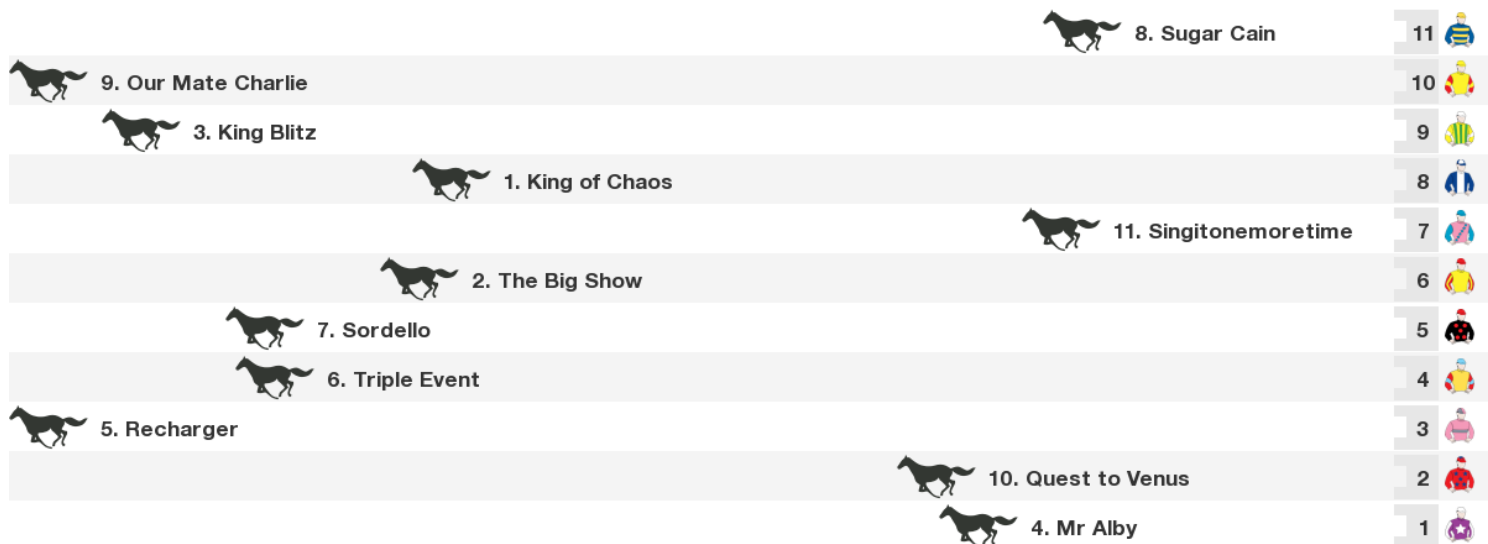 8. Sugar Cain 11
9. Our Mate Charlie 10
3. King Blitz 9
1. King of Chaos 8
11. Singitonemoretime 7
2. The Big Show 6
7. Sordello 5
6. Triple Event 4
5. Recharger 3
10. Quest to Venus 2
4. Mr Alby 1